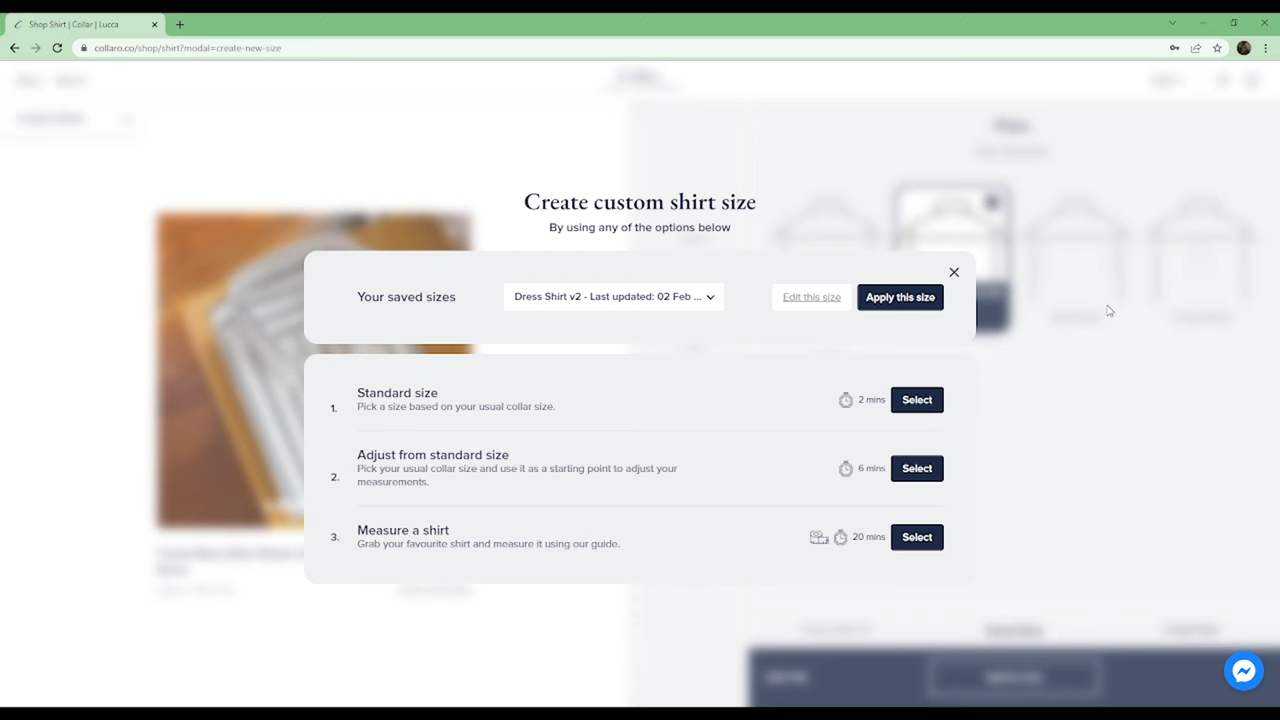 Shop Shirt | Collar | Lucca
collaro.co/shop/shirt?modal=create-new-size
Create custom shirt size
By using any of the options below
Your saved sizes
Dress Shirt v2 - Last updated: 02 Feb ...
Edit this size
Apply this size
1.
Standard size
Pick a size based on your usual collar size.
2 mins
Select
2.
Adjust from standard size
Pick your usual collar size and use it as a starting point to adjust your
measurements.
6 mins
Select
3.
Measure a shirt
Grab your favourite shirt and measure it using our guide.
20 mins
Select